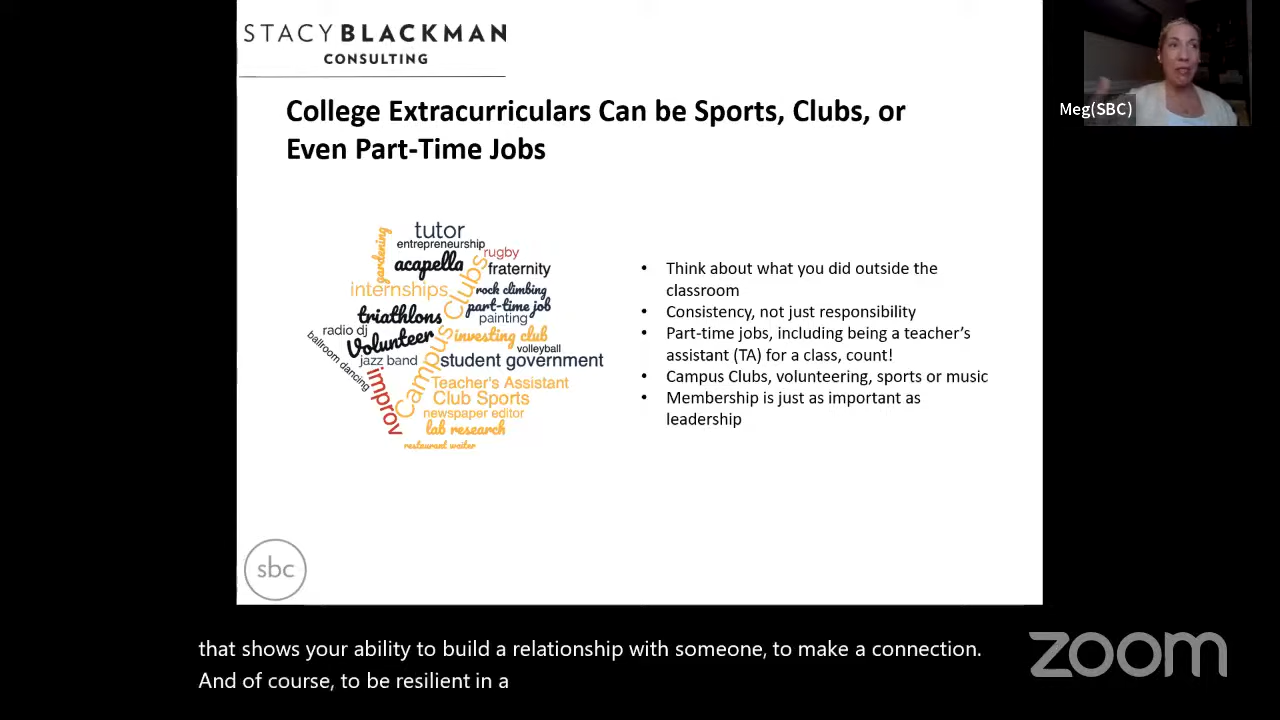 STACYBLACKMAN
CONSULTING
Meg(SBC)
College Extracurriculars Can be Sports, Clubs, or
Even Part-Time Jobs
tutor
entrepreneurship
gardening
acapella
rugby
fraternity
internships
Campus Clubs
rock climbing
triathlons
part-time job
painting
radio dj
Volunteer
investing club
volleyball
ballroom dancing
jazz band
student government
improv
Teacher's Assistant
Club Sports
newspaper editor
lab research
restaurant waiter
• Think about what you did outside the
classroom
• Consistency, not just responsibility
• Part-time jobs, including being a teacher’s
assistant (TA) for a class, count!
• Campus Clubs, volunteering, sports or music
• Membership is just as important as
leadership
sbc
that shows your ability to build a relationship with someone, to make a connection.
And of course, to be resilient in a
zoom